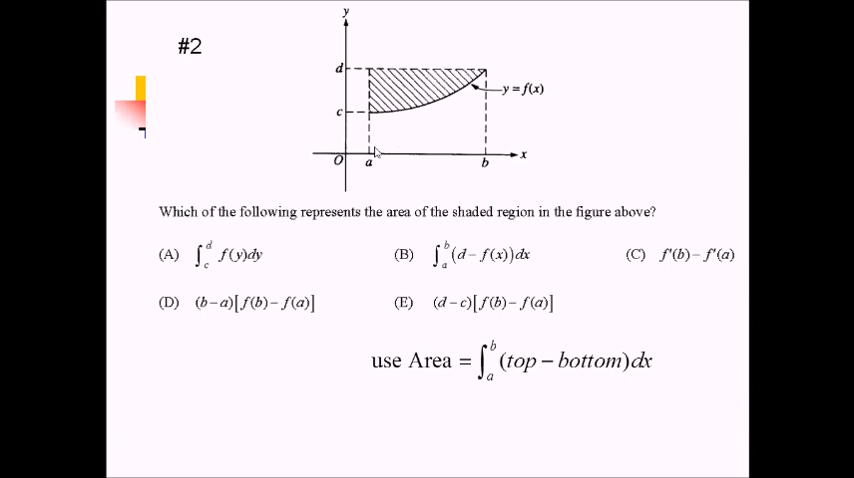 #2
y
d
y = f(x)
c
O a b x
Which of the following represents the area of the shaded region in the figure above?
(A) ∫_c^d f(y)dy (B) ∫_a^b (d − f(x))dx (C) f'(b) − f'(a)
(D) (b−a)[f(b) − f(a)] (E) (d − c)[f(b) − f(a)]
use Area = ∫_a^b (top − bottom)dx